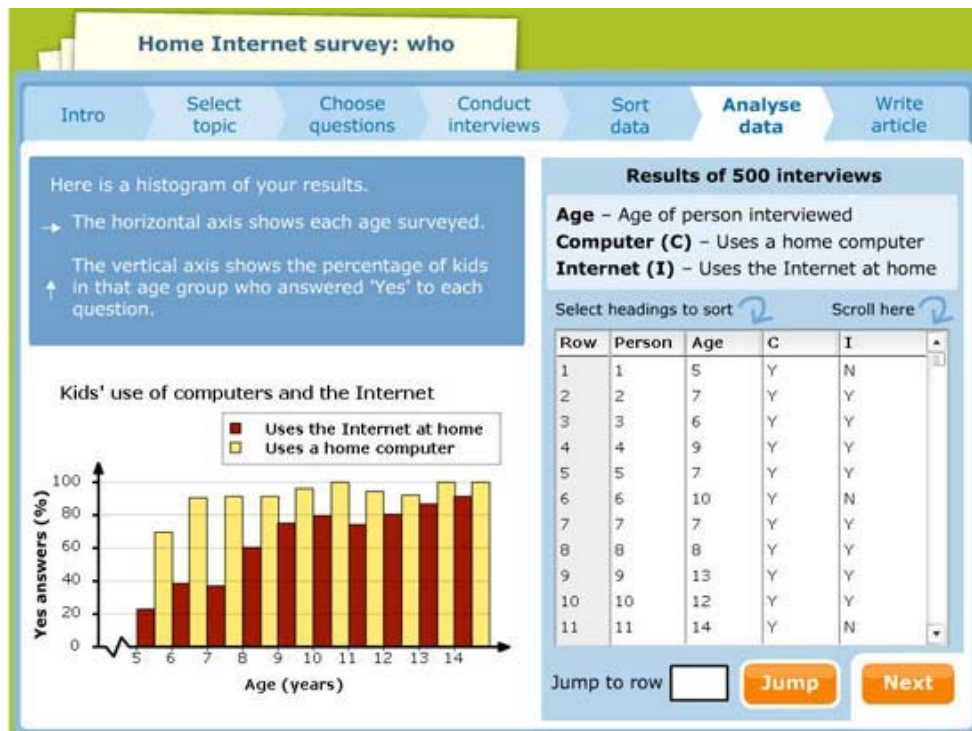 Home Internet survey: who
Intro
Select
topic
Choose
questions
Conduct
interviews
Sort
data
Analyse
data
Write
article
Here is a histogram of your results.
The horizontal axis shows each age surveyed.
The vertical axis shows the percentage of kids
in that age group who answered 'Yes' to each
question.
Kids' use of computers and the Internet
Uses the Internet at home
Uses a home computer
Yes answers (%)
100
80
60
40
20
0
5 6 7 8 9 10 11 12 13 14
Age (years)
Results of 500 interviews
Age – Age of person interviewed
Computer (C) – Uses a home computer
Internet (I) – Uses the Internet at home
Select headings to sort Scroll here
Row Person Age C I
1 1 5 Y N
2 2 7 Y Y
3 3 6 Y Y
4 4 9 Y Y
5 5 7 Y Y
6 6 10 Y N
7 7 7 Y Y
8 8 8 Y Y
9 9 13 Y Y
10 10 12 Y Y
11 11 14 Y N
Jump to row Jump Next